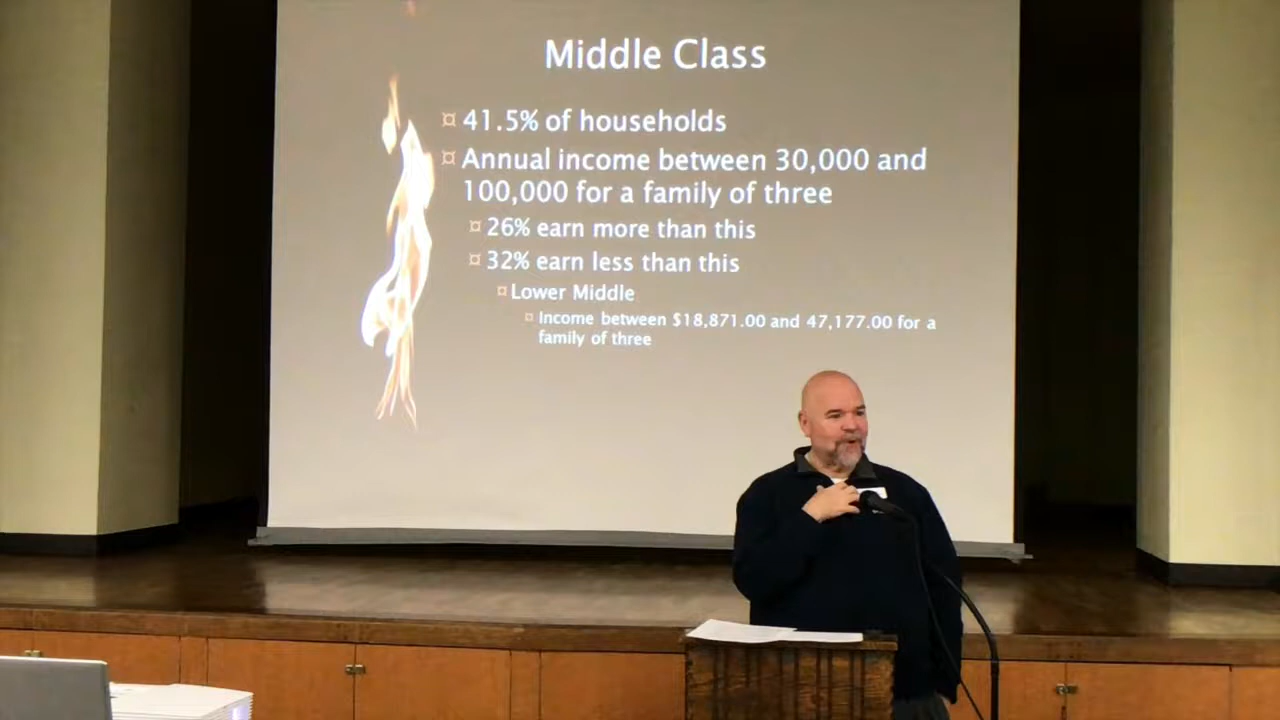 Middle Class
¤ 41.5% of households
¤ Annual income between 30,000 and
100,000 for a family of three
¤ 26% earn more than this
¤ 32% earn less than this
¤ Lower Middle
¤ Income between $18,871.00 and 47,177.00 for a
family of three